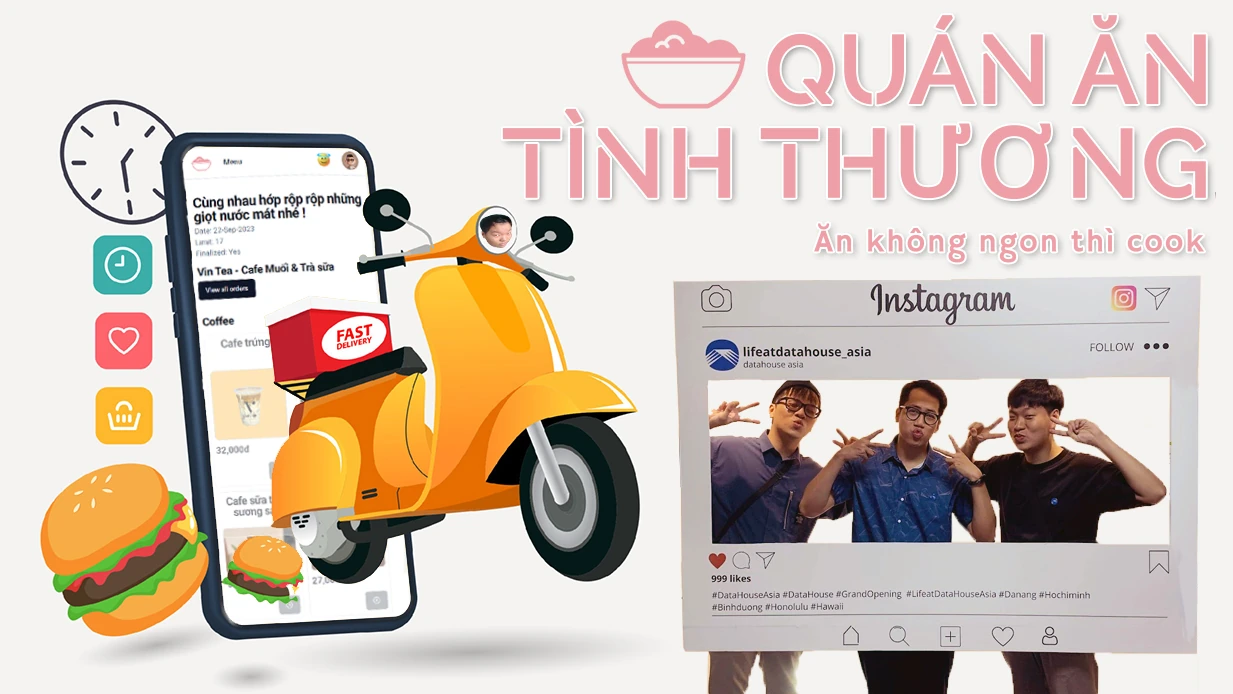 QUÁN ĂN
TÌNH THƯƠNG
Ăn không ngon thì cook
Menu
Cùng nhau hớp rộp rộp những
giọt nước mát nhé !
Date: 22-Sep-2023
Limit: 17
Finalized: Yes
Vin Tea - Cafe Muối & Trà sữa
View all orders
Coffee
Cafe trứng
32,000đ
Cafe sữa
sương
27,0
FAST
DELIVERY
Instagram
lifeatdatahouse_asia
datahouse asia
FOLLOW
999 likes
#DataHouseAsia #DataHouse #GrandOpening #LifeatDataHouseAsia #Danang #Hochiminh
#Binhduong #Honolulu #Hawaii